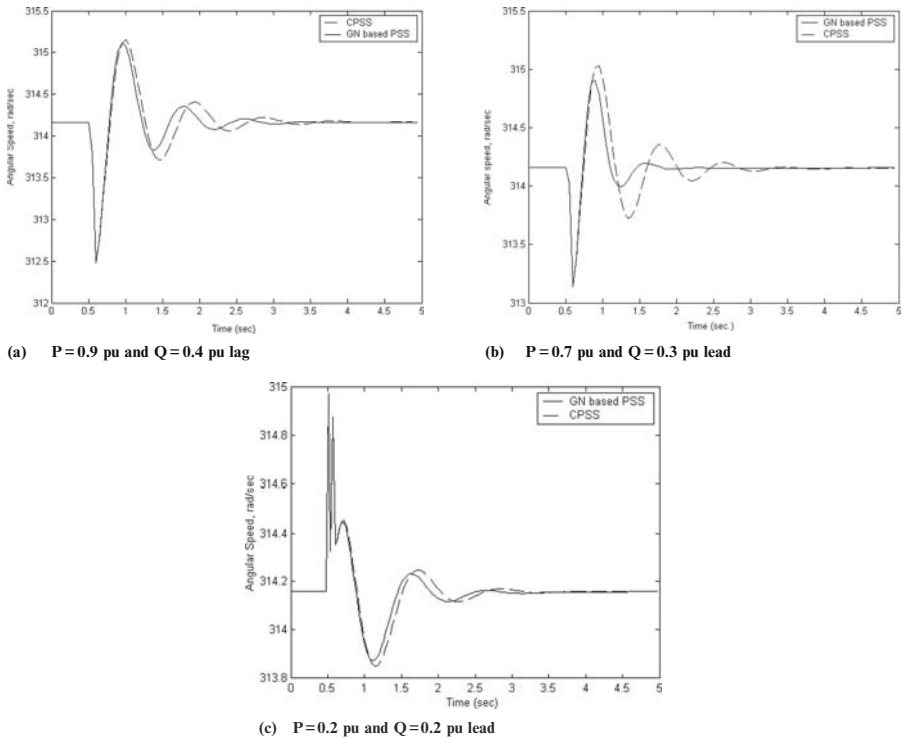 315.5
315
314.5
314
313.5
313
312.5
312
Angular Speed, rad/sec
CPSS
GN based PSS
0 0.5 1 1.5 2 2.5 3 3.5 4 4.5 5
Time (sec)
(a) P=0.9 pu and Q=0.4 pu lag
315.5
315
314.5
314
313.5
313
Angular speed, rad/sec
GN based PSS
CPSS
0 0.5 1 1.5 2 2.5 3 3.5 4 4.5 5
Time (sec.)
(b) P=0.7 pu and Q=0.3 pu lead
315
314.8
314.6
314.4
314.2
314
313.8
Angular Speed, rad/sec
GN based PSS
CPSS
0 0.5 1 1.5 2 2.5 3 3.5 4 4.5 5
Time (sec)
(c) P=0.2 pu and Q=0.2 pu lead